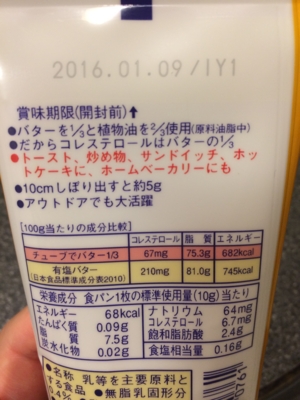 2016.01.09/IY1
賞味期限(開封前)↑
●バターを1/3と植物油を2/3使用(原料油脂中)
●だからコレステロールはバターの1/3
●トースト、炒め物、サンドイッチ、ホッ
トケーキに、ホームベーカリーにも
●10cmしぼり出すと約5g
●アウトドアでも大活躍
[100g当たりの成分比較]
コレステロール 脂質 エネルギー
チューブでバター1/3 67mg 75.3g 682kcal
有塩バター 210mg 81.0g 745kcal
(日本食品標準成分表2010)
栄養成分 食パン1枚の標準使用量(10g)当たり
エネルギー 68kcal ナトリウム 64mg
たんぱく質 0.09g コレステロール 6.7mg
脂質 7.5g 飽和脂肪酸 2.4g
炭水化物 0.02g 食塩相当量 0.16g
●名称 乳等を主要原料と
する食品 ●無脂乳固形分